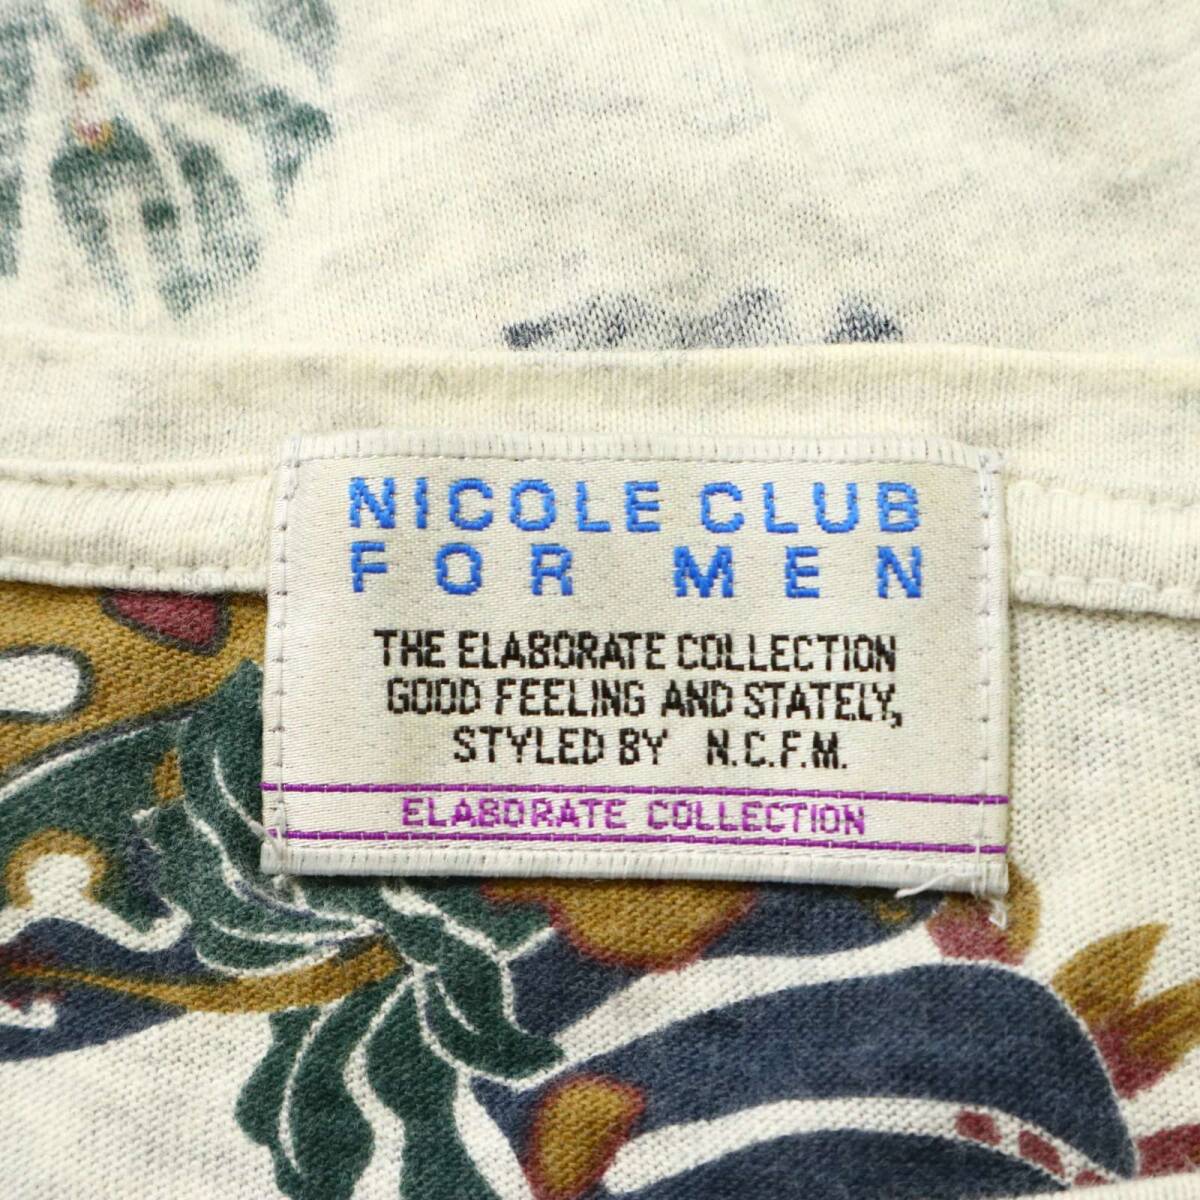 NICOLE CLUB
FOR MEN
THE ELABORATE COLLECTION
GOOD FEELING AND STATELY,
STYLED BY N.C.F.M.
ELABORATE COLLECTION